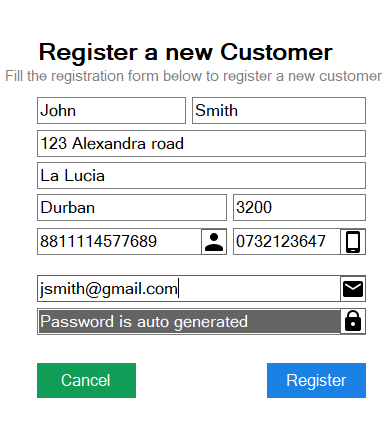 Register a new Customer
Fill the registration form below to register a new customer
John Smith
123 Alexandra road
La Lucia
Durban 3200
8811114577689 0732123647
jsmith@gmail.com
Password is auto generated
Cancel Register